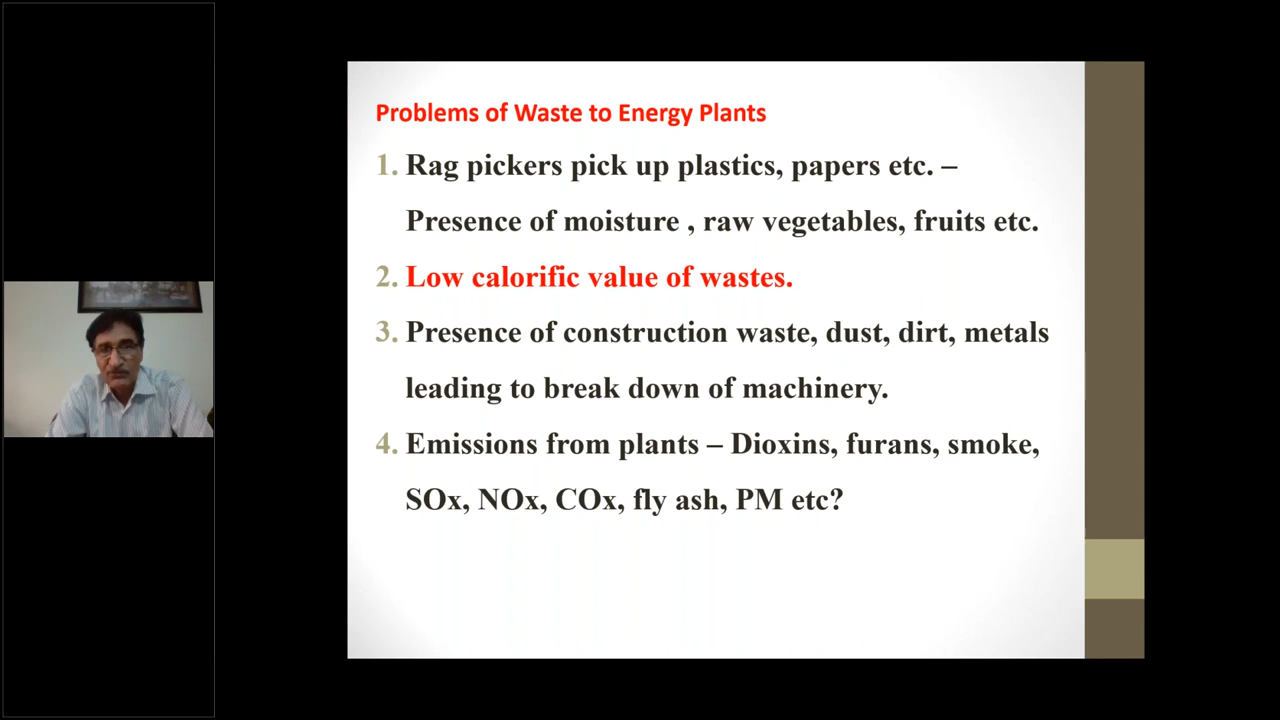 Problems of Waste to Energy Plants
1. Rag pickers pick up plastics, papers etc. –
Presence of moisture , raw vegetables, fruits etc.
2. Low calorific value of wastes.
3. Presence of construction waste, dust, dirt, metals
leading to break down of machinery.
4. Emissions from plants – Dioxins, furans, smoke,
SOx, NOx, COx, fly ash, PM etc?